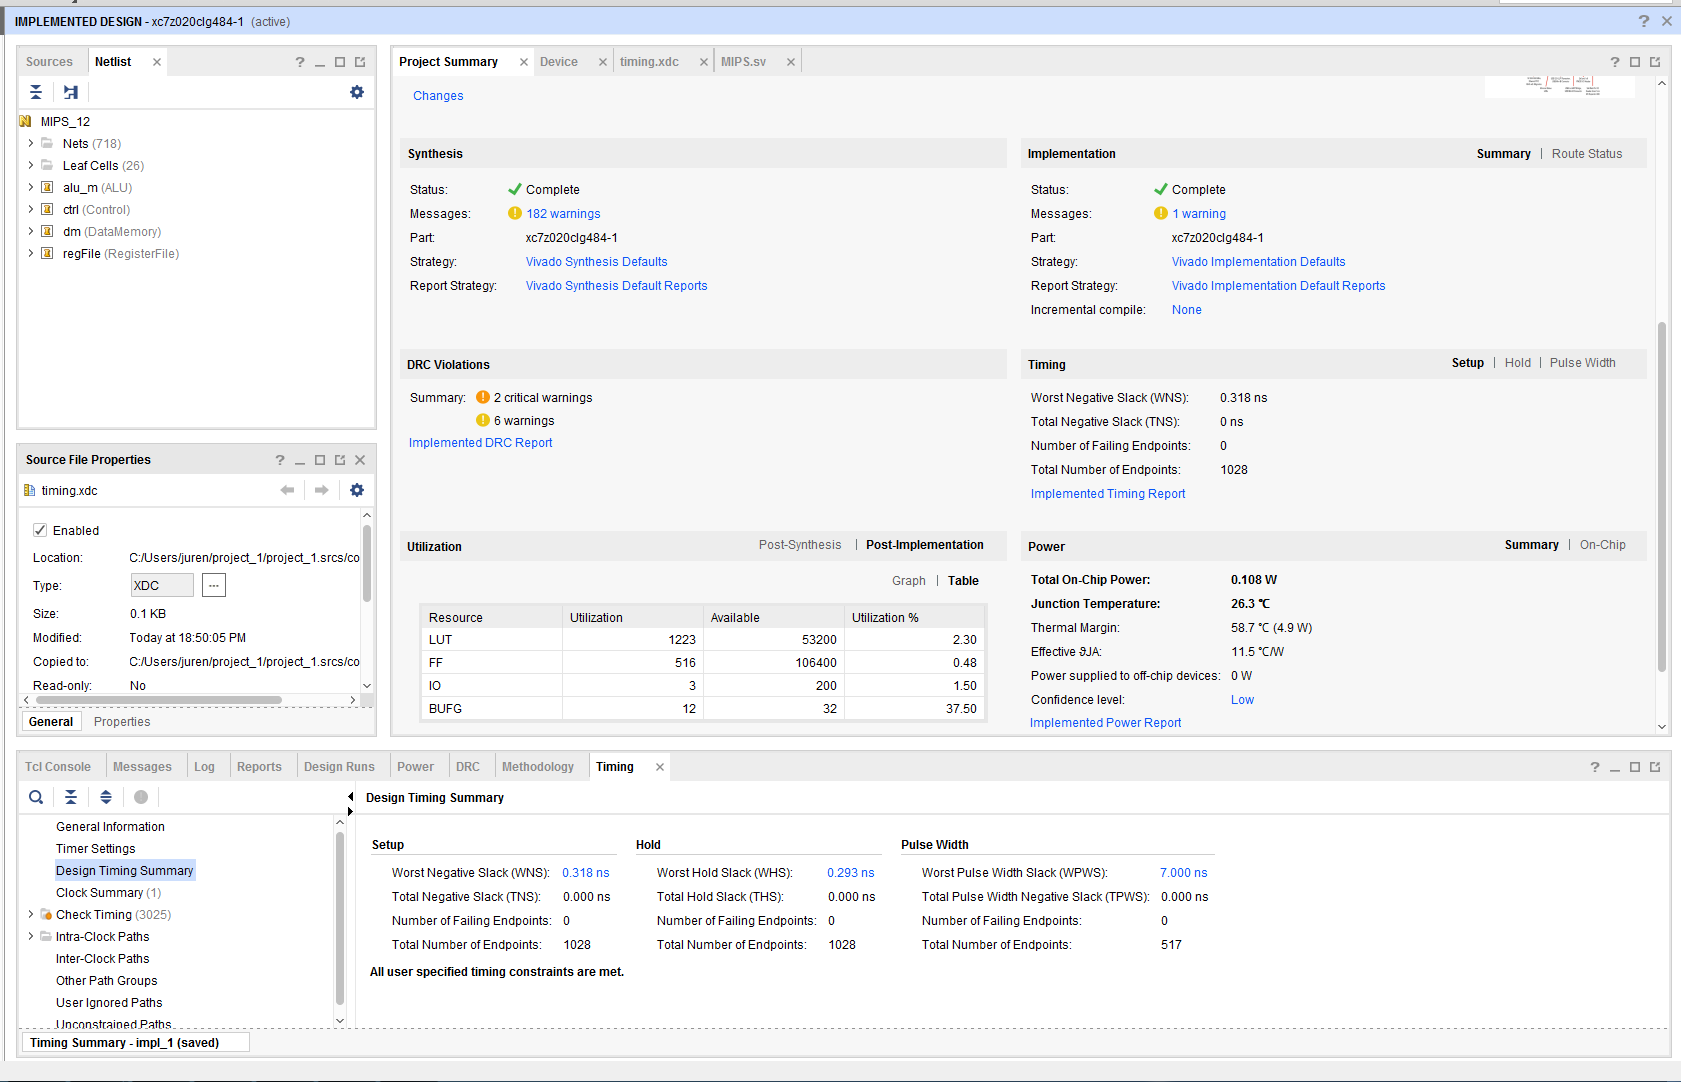 IMPLEMENTED DESIGN - xc7z020clg484-1 (active)
Sources
Netlist
MIPS_12
Nets (718)
Leaf Cells (26)
alu_m (ALU)
ctrl (Control)
dm (DataMemory)
regFile (RegisterFile)
Source File Properties
timing.xdc
Enabled
Location: C:/Users/juren/project_1/project_1.srcs/co
Type: XDC ...
Size: 0.1 KB
Modified: Today at 18:50:05 PM
Copied to: C:/Users/juren/project_1/project_1.srcs/co
Read-only: No
General Properties
Project Summary Device timing.xdc MIPS.sv
Changes
Synthesis
Status: Complete
Messages: 182 warnings
Part: xc7z020clg484-1
Strategy: Vivado Synthesis Defaults
Report Strategy: Vivado Synthesis Default Reports
Implementation Summary | Route Status
Status: Complete
Messages: 1 warning
Part: xc7z020clg484-1
Strategy: Vivado Implementation Defaults
Report Strategy: Vivado Implementation Default Reports
Incremental compile: None
DRC Violations
Summary: 2 critical warnings
6 warnings
Implemented DRC Report
Timing Setup | Hold | Pulse Width
Worst Negative Slack (WNS): 0.318 ns
Total Negative Slack (TNS): 0 ns
Number of Failing Endpoints: 0
Total Number of Endpoints: 1028
Implemented Timing Report
Utilization Post-Synthesis | Post-Implementation
Graph | Table
Resource Utilization Available Utilization %
LUT 1223 53200 2.30
FF 516 106400 0.48
IO 3 200 1.50
BUFG 12 32 37.50
Power Summary | On-Chip
Total On-Chip Power: 0.108 W
Junction Temperature: 26.3 °C
Thermal Margin: 58.7 °C (4.9 W)
Effective ϑJA: 11.5 °C/W
Power supplied to off-chip devices: 0 W
Confidence level: Low
Implemented Power Report
Tcl Console Messages Log Reports Design Runs Power DRC Methodology Timing
General Information
Timer Settings
Design Timing Summary
Clock Summary (1)
Check Timing (3025)
Intra-Clock Paths
Inter-Clock Paths
Other Path Groups
User Ignored Paths
Unconstrained Paths
Design Timing Summary
Setup
Worst Negative Slack (WNS): 0.318 ns
Total Negative Slack (TNS): 0.000 ns
Number of Failing Endpoints: 0
Total Number of Endpoints: 1028
Hold
Worst Hold Slack (WHS): 0.293 ns
Total Hold Slack (THS): 0.000 ns
Number of Failing Endpoints: 0
Total Number of Endpoints: 1028
Pulse Width
Worst Pulse Width Slack (WPWS): 7.000 ns
Total Pulse Width Negative Slack (TPWS): 0.000 ns
Number of Failing Endpoints: 0
Total Number of Endpoints: 517
All user specified timing constraints are met.
Timing Summary - impl_1 (saved)